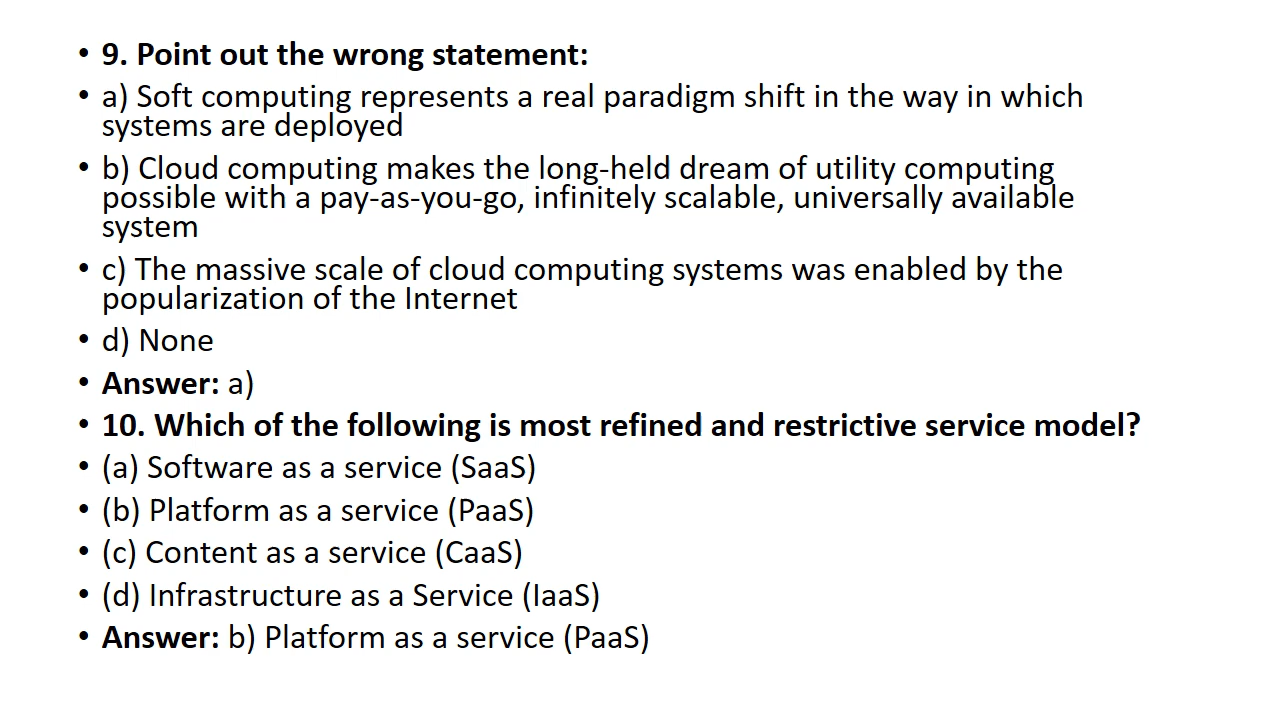 • 9. Point out the wrong statement:
• a) Soft computing represents a real paradigm shift in the way in which
systems are deployed
• b) Cloud computing makes the long-held dream of utility computing
possible with a pay-as-you-go, infinitely scalable, universally available
system
• c) The massive scale of cloud computing systems was enabled by the
popularization of the Internet
• d) None
• Answer: a)
• 10. Which of the following is most refined and restrictive service model?
• (a) Software as a service (SaaS)
• (b) Platform as a service (PaaS)
• (c) Content as a service (CaaS)
• (d) Infrastructure as a Service (IaaS)
• Answer: b) Platform as a service (PaaS)